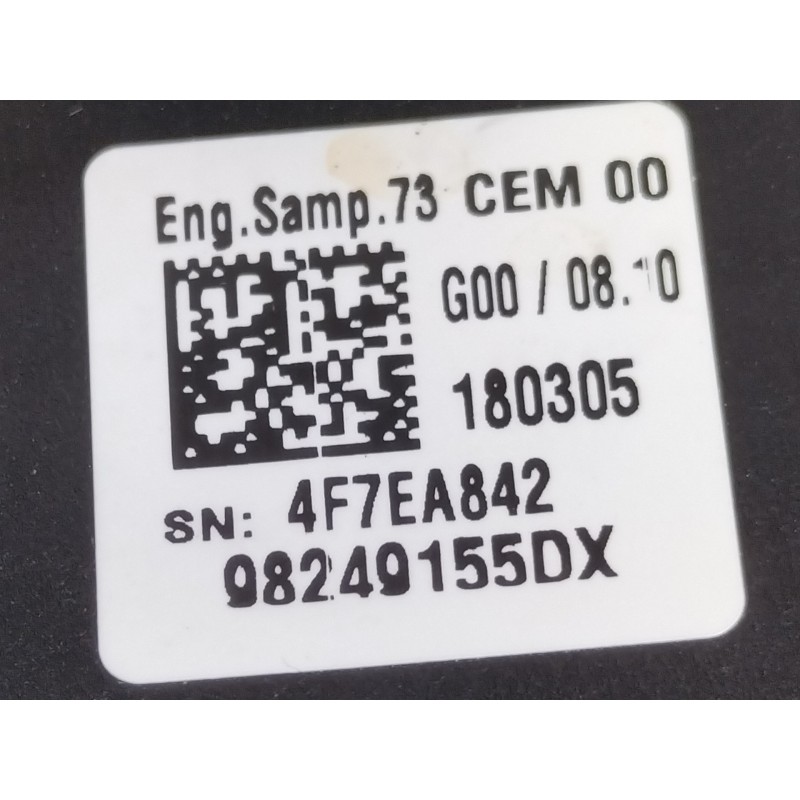 Eng.Samp.73 CEM 00
G00 / 08.10
180305
SN: 4F7EA842
98249155DX